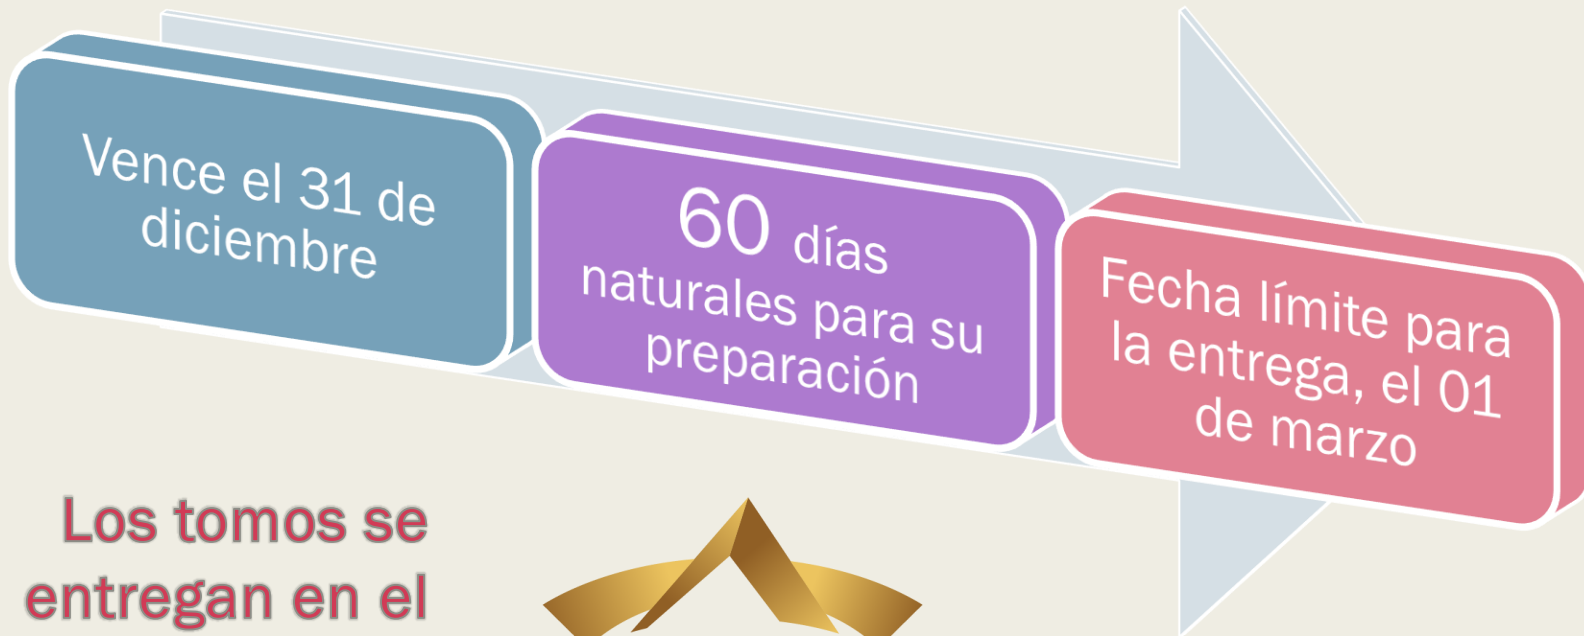 Vence el 31 de
diciembre
60 días
naturales para su
preparación
Fecha límite para
la entrega, el 01
de marzo
Los tomos se
entregan en el